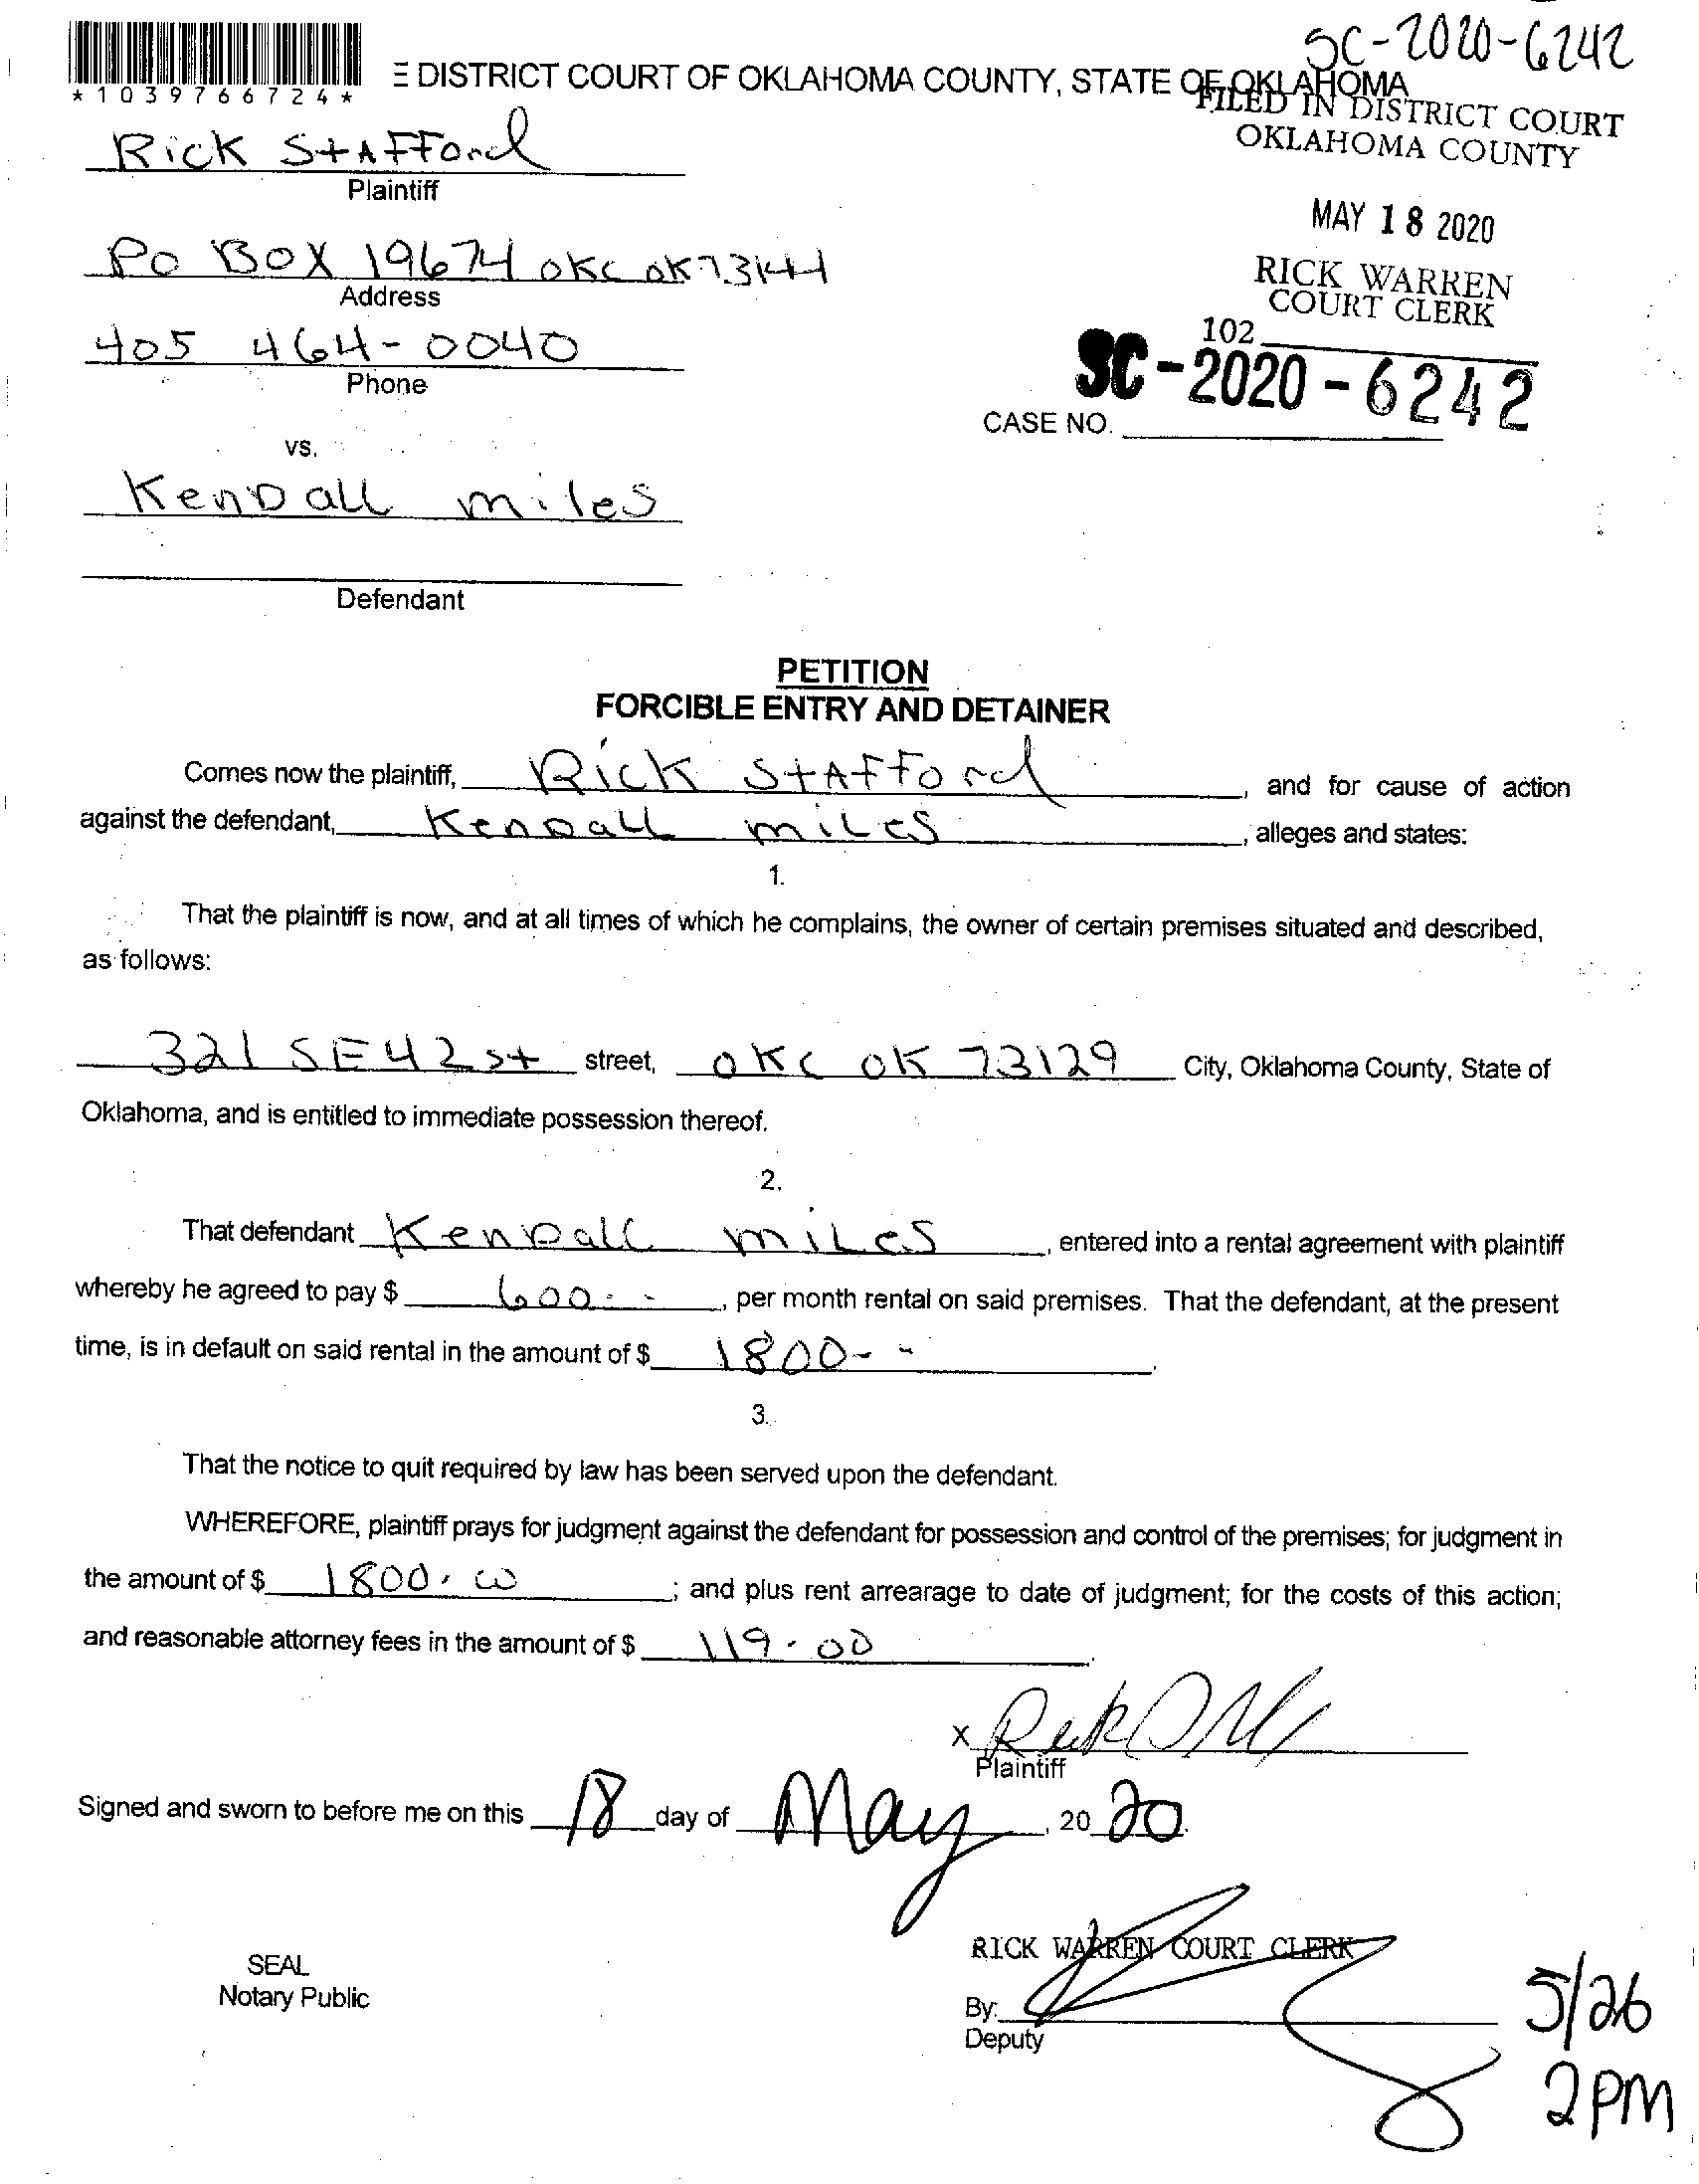 SC-2020-6242
*1039766724*
E DISTRICT COURT OF OKLAHOMA COUNTY, STATE OF OKLAHOMA
FILED IN DISTRICT COURT
OKLAHOMA COUNTY
Rick Stafford
Plaintiff
MAY 18 2020
PO BOX 19674 OKC OK 73144
Address
RICK WARREN
COURT CLERK
405 464-0040
Phone
102
SC-2020-6242
CASE NO.
vs.
KenDall miles
Defendant
PETITION
FORCIBLE ENTRY AND DETAINER
Comes now the plaintiff, Rick Stafford, and for cause of action
against the defendant, KenDall miles, alleges and states:
1.
That the plaintiff is now, and at all times of which he complains, the owner of certain premises situated and described,
as follows:
321 SE 42 st street, OKC OK 73129 City, Oklahoma County, State of
Oklahoma, and is entitled to immediate possession thereof.
2.
That defendant KenDall miles, entered into a rental agreement with plaintiff
whereby he agreed to pay $ 600.--, per month rental on said premises. That the defendant, at the present
time, is in default on said rental in the amount of $ 1800--.
3.
That the notice to quit required by law has been served upon the defendant.
WHEREFORE, plaintiff prays for judgment against the defendant for possession and control of the premises; for judgment in
the amount of $ 1800.00; and plus rent arrearage to date of judgment; for the costs of this action;
and reasonable attorney fees in the amount of $ 119.00.
X
Plaintiff
Signed and sworn to before me on this 18 day of May, 20 20.
RICK WARREN COURT CLERK
SEAL
Notary Public
By:
Deputy
5/26
2PM